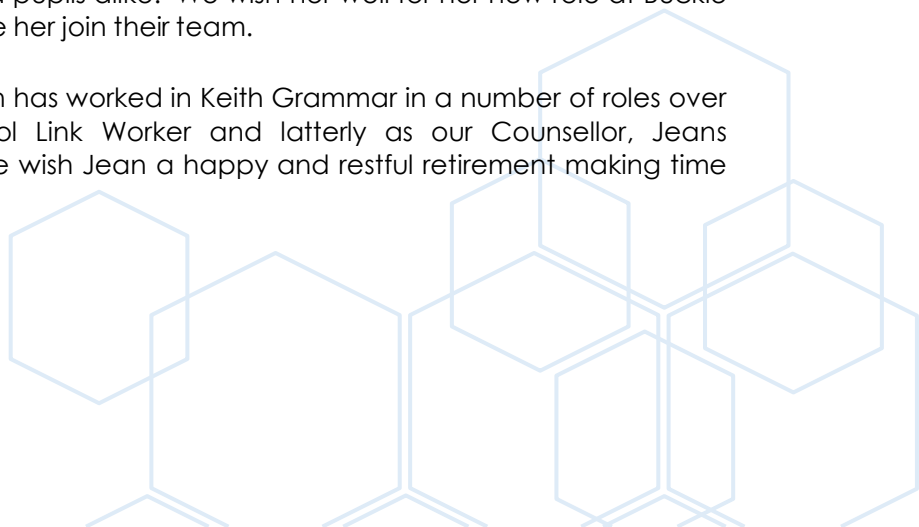 pupils alike! We wish her well for her new role at Buckie
her join their team.
has worked in Keith Grammar in a number of roles over
Link Worker and latterly as our Counsellor, Jeans
wish Jean a happy and restful retirement making time